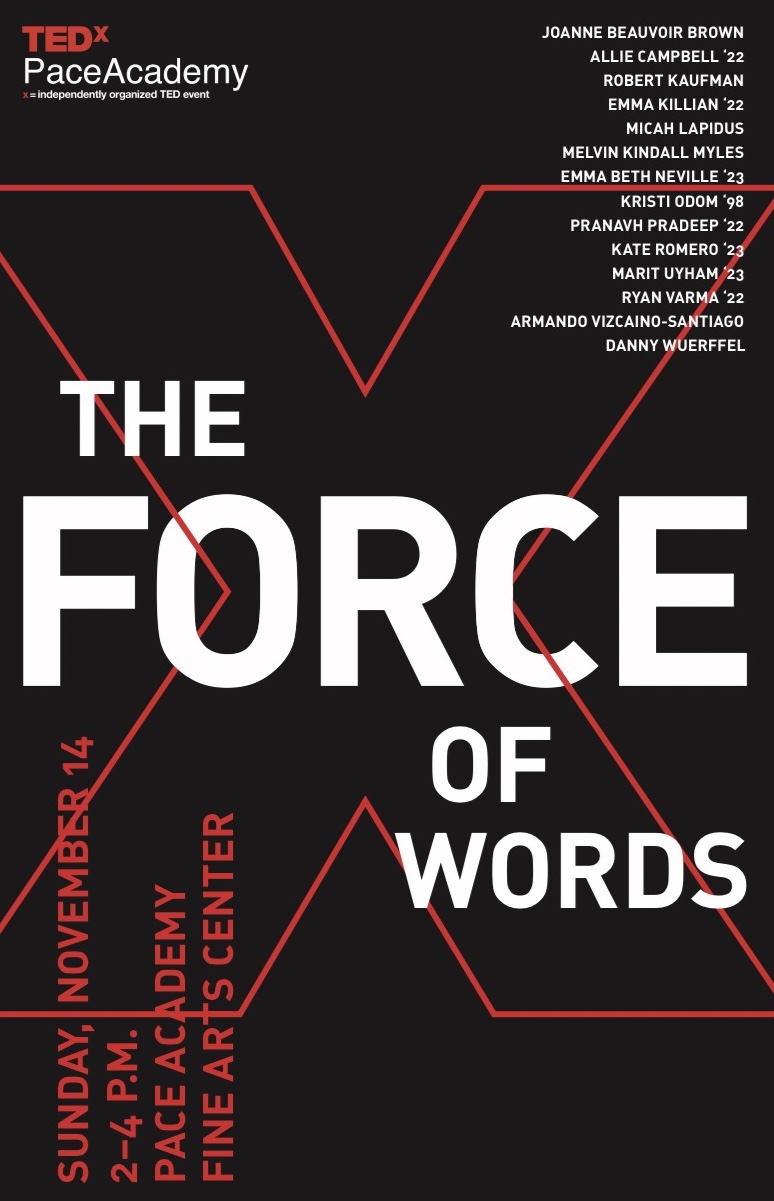 TEDx
PaceAcademy
x = independently organized TED event
JOANNE BEAUVOIR BROWN
ALLIE CAMPBELL ‘22
ROBERT KAUFMAN
EMMA KILLIAN ‘22
MICAH LAPIDUS
MELVIN KINDALL MYLES
EMMA BETH NEVILLE ‘23
KRISTI ODOM ‘98
PRANAVH PRADEEP ‘22
KATE ROMERO ‘23
MARIT UYHAM ‘23
RYAN VARMA ‘22
ARMANDO VIZCAINO-SANTIAGO
DANNY WUERFFEL
THE
FORCE
OF
WORDS
SUNDAY, NOVEMBER 14
2–4 P.M.
PACE ACADEMY
FINE ARTS CENTER